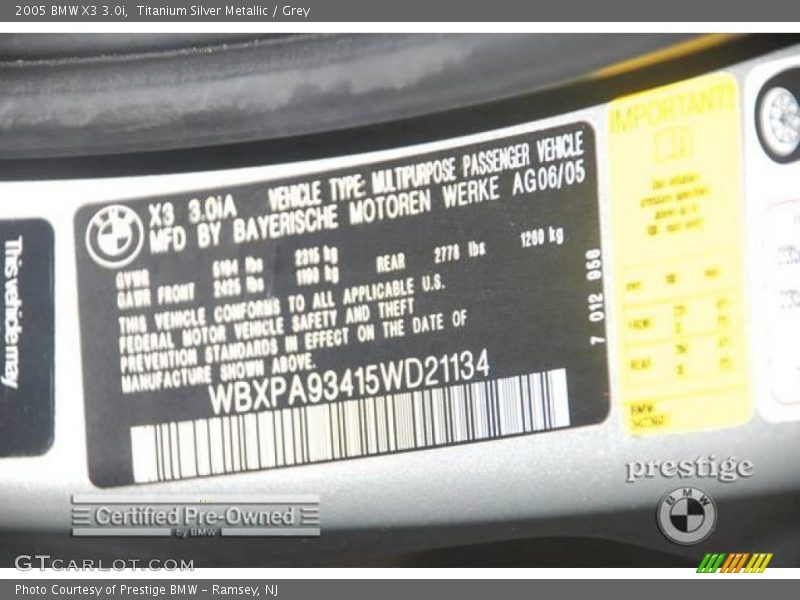 2005 BMW X3 3.0i,  Titanium Silver Metallic / Grey
IMPORTANT!
X3 3.0iA VEHICLE TYPE: MULTIPURPOSE PASSENGER VEHICLE
MFD BY BAYERISCHE MOTOREN WERKE AG06/05
GVWR 5104 lbs 2315 kg
GAWR FRONT 2425 lbs 1100 kg REAR 2778 lbs 1260 kg
THIS VEHICLE CONFORMS TO ALL APPLICABLE U.S.
FEDERAL MOTOR VEHICLE SAFETY AND THEFT
PREVENTION STANDARDS IN EFFECT ON THE DATE OF
MANUFACTURE SHOWN ABOVE.
WBXPA93415WD21134
7 012 950
This vehicle may
FRONT
REAR
BMW
prestige
BMW
Certified Pre-Owned
by BMW
GTCARLOT.COM
Photo Courtesy of Prestige BMW - Ramsey, NJ